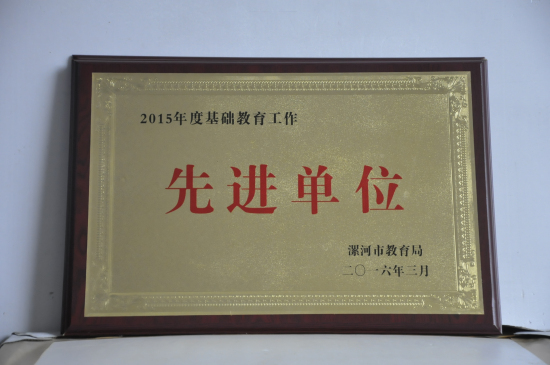 2015年度基础教育工作
先进单位
漯河市教育局
二〇一六年三月